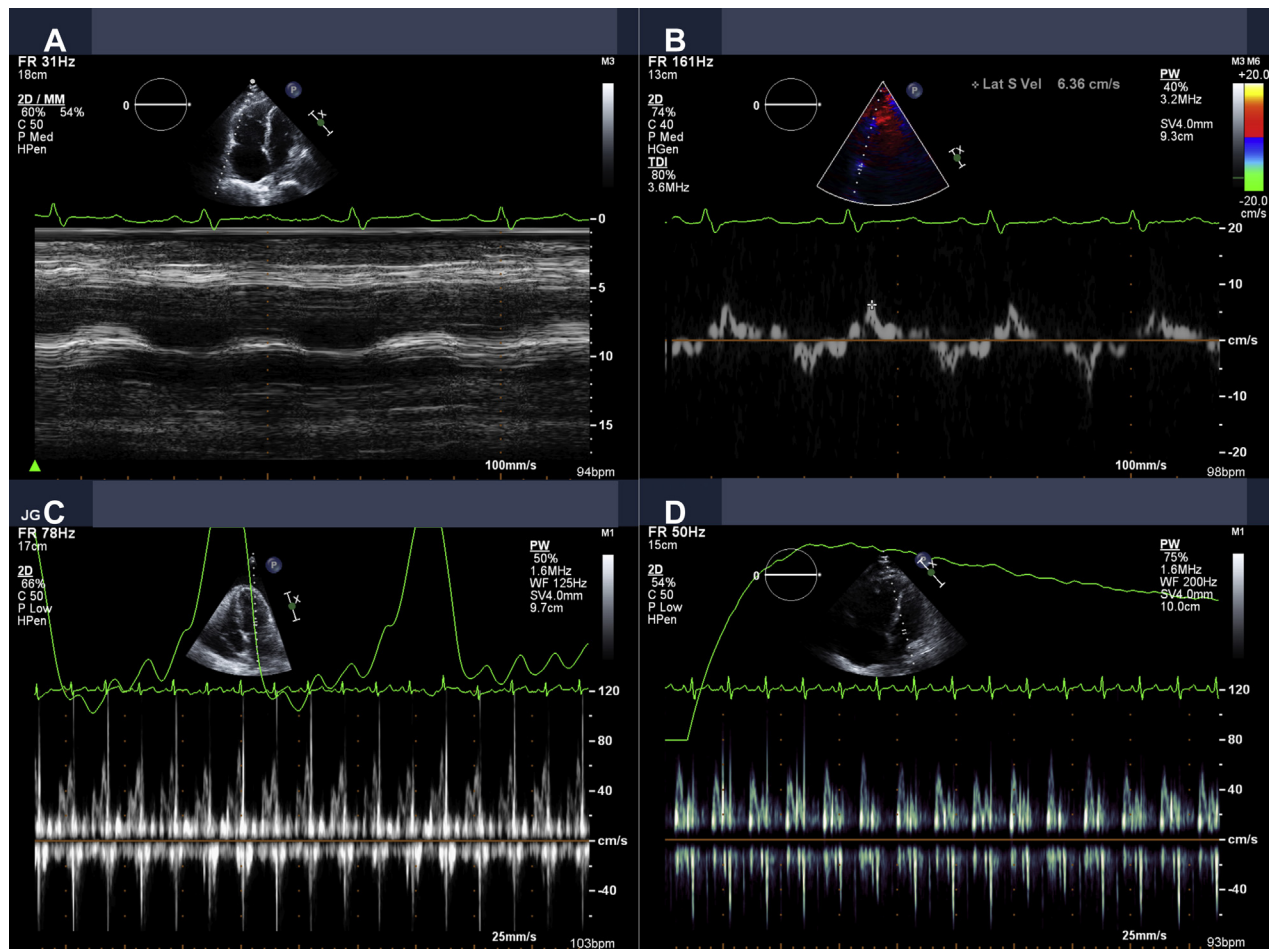 A
FR 31Hz
18cm
2D / MM
60% 54%
C 50
P Med
HPen
0
P
M3
0
5
10
15
100mm/s
94bpm
B
FR 161Hz
13cm
2D
74%
C 40
P Med
HGen
TDI
80%
3.6MHz
0
P
Lat S Vel 6.36 cm/s
PW
40%
3.2MHz
SV4.0mm
9.3cm
M3 M6
+20.0
-20.0
cm/s
20
10
cm/s
-10
-20
100mm/s
98bpm
JG C
FR 78Hz
17cm
2D
66%
C 50
P Low
HPen
P
PW
50%
1.6MHz
WF 125Hz
SV4.0mm
9.7cm
M1
120
80
40
cm/s
-40
25mm/s
103bpm
D
FR 50Hz
15cm
2D
54%
C 50
P Low
HPen
0
P
PW
75%
1.6MHz
WF 200Hz
SV4.0mm
10.0cm
M1
120
80
40
cm/s
-40
25mm/s
93bpm